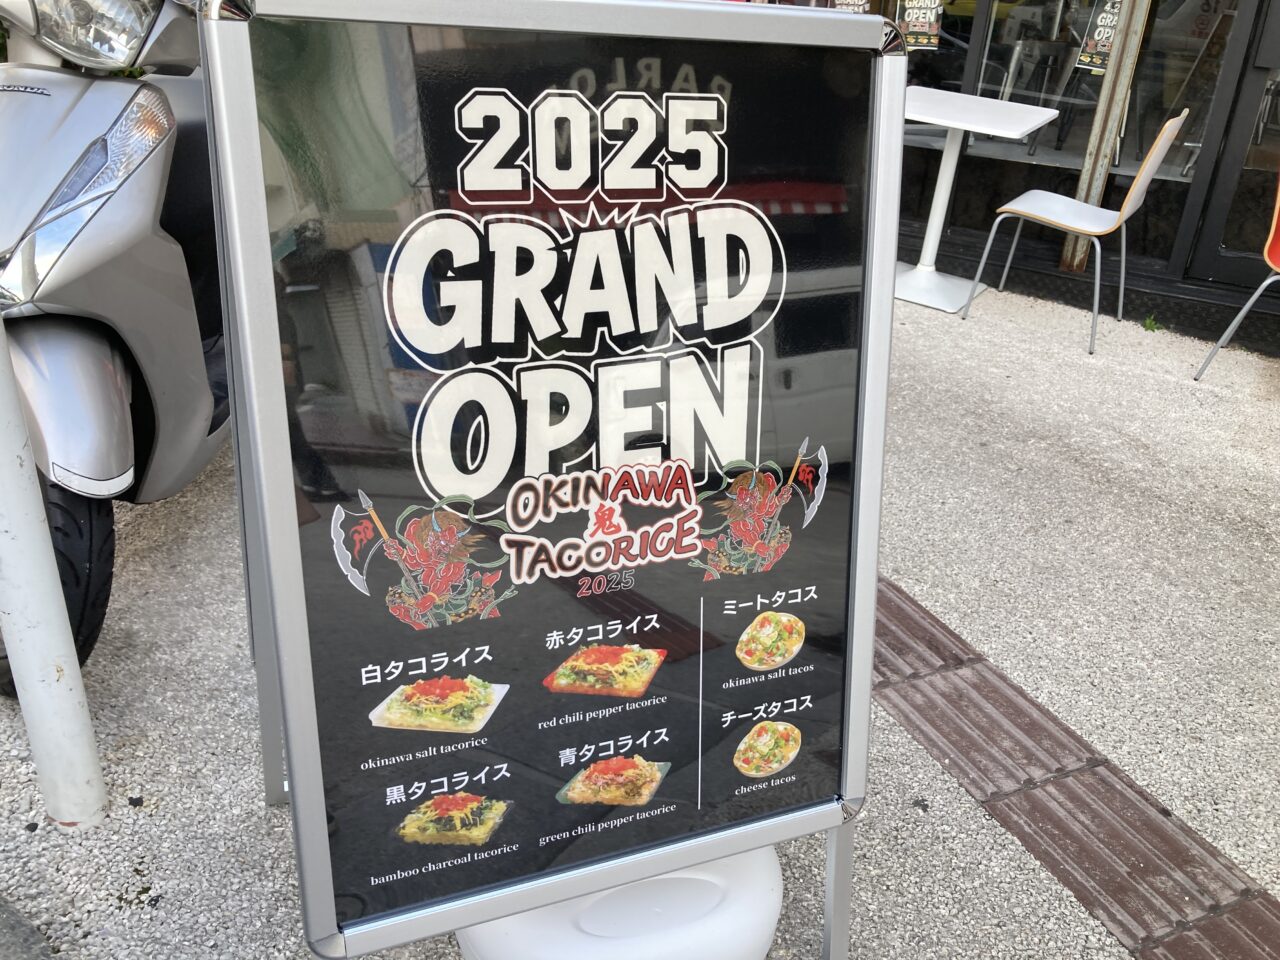 2025
GRAND
OPEN
OKINAWA
鬼
TACORICE
2025
白タコライス
okinawa salt tacorice
赤タコライス
red chili pepper tacorice
黒タコライス
bamboo charcoal tacorice
青タコライス
green chili pepper tacorice
ミートタコス
okinawa salt tacos
チーズタコス
cheese tacos
HONDA
GRAND
OPEN